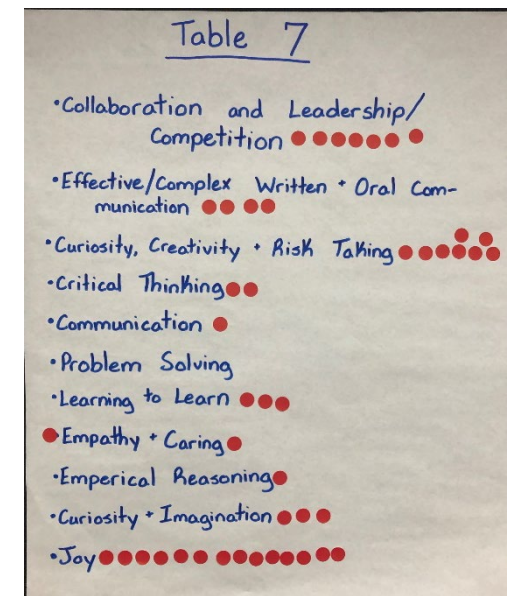 Table 7
•Collaboration and Leadership/
Competition
•Effective/Complex Written + Oral Com-
munication
•Curiosity, Creativity + Risk Taking
•Critical Thinking
•Communication
•Problem Solving
•Learning to Learn
•Empathy + Caring
•Emperical Reasoning
•Curiosity + Imagination
•Joy